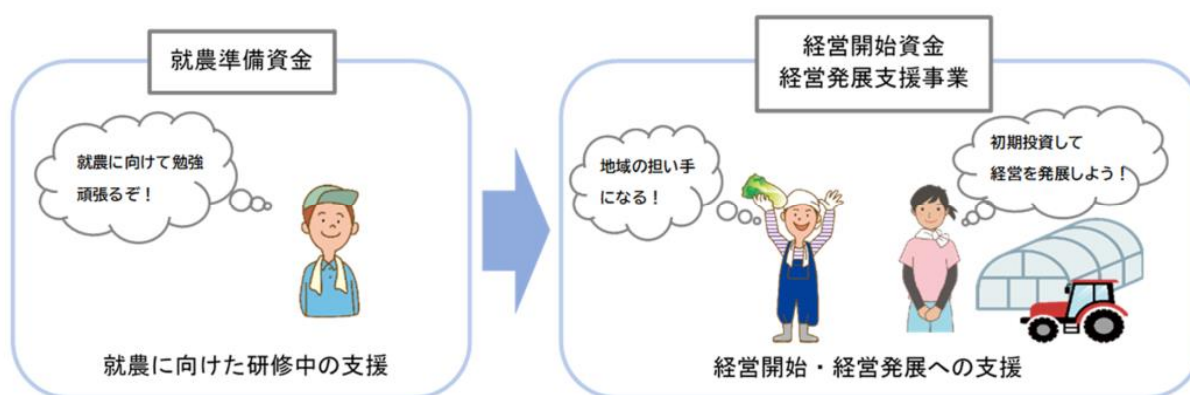 就農準備資金
就農に向けて勉強
頑張るぞ！
就農に向けた研修中の支援
経営開始資金
経営発展支援事業
地域の担い手
になる！
初期投資して
経営を発展しよう！
経営開始・経営発展への支援